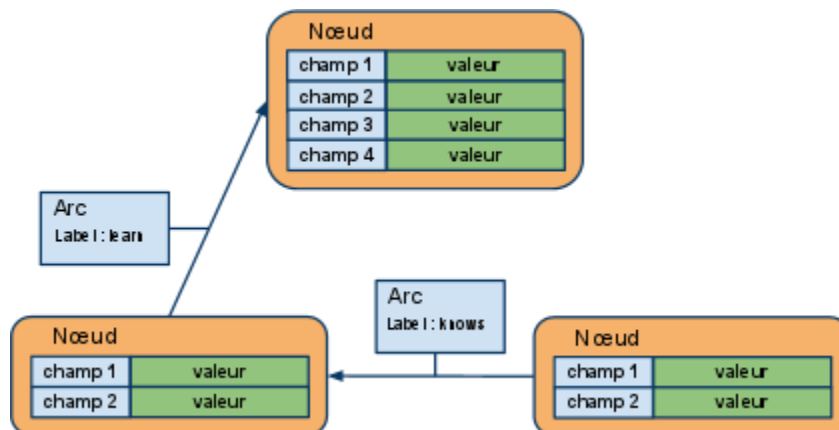 Nœud
champ 1 valeur
champ 2 valeur
champ 3 valeur
champ 4 valeur
Arc
Label : learn
Arc
Label : knows
Nœud
champ 1 valeur
champ 2 valeur
Nœud
champ 1 valeur
champ 2 valeur